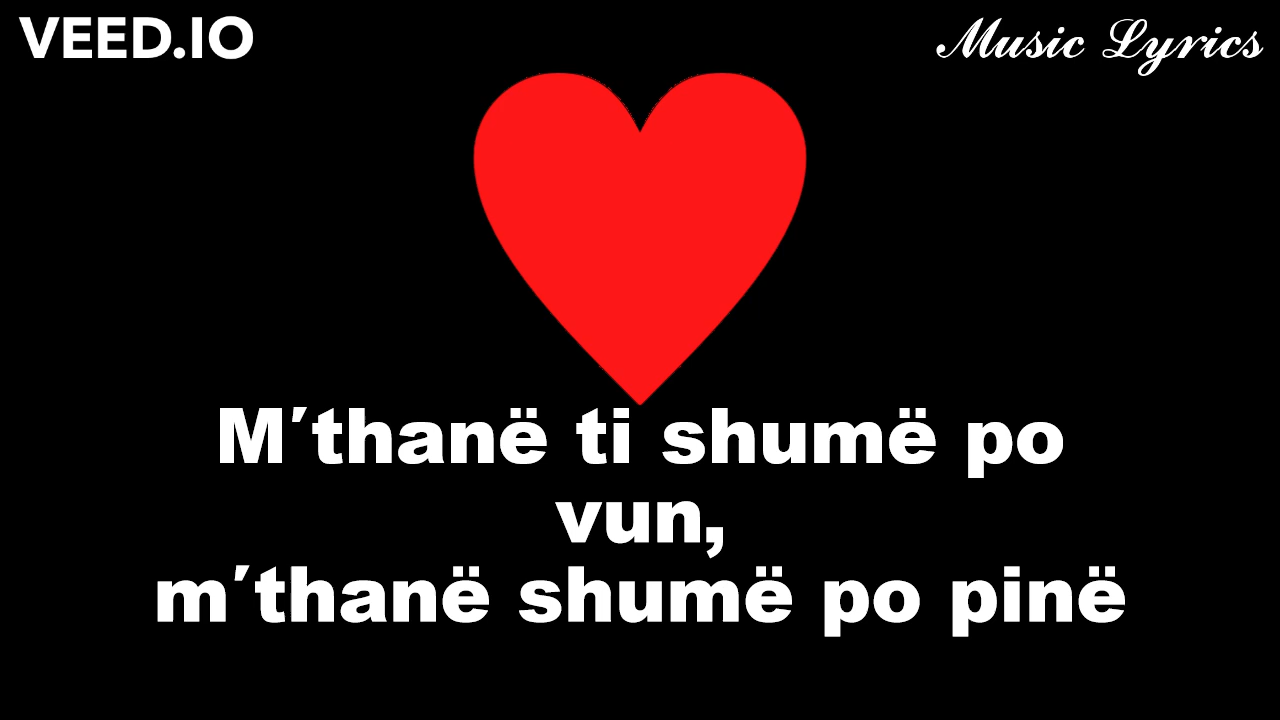 VEED.IO
Music Lyrics
M´thanë ti shumë po
vun,
m´thanë shumë po pinë